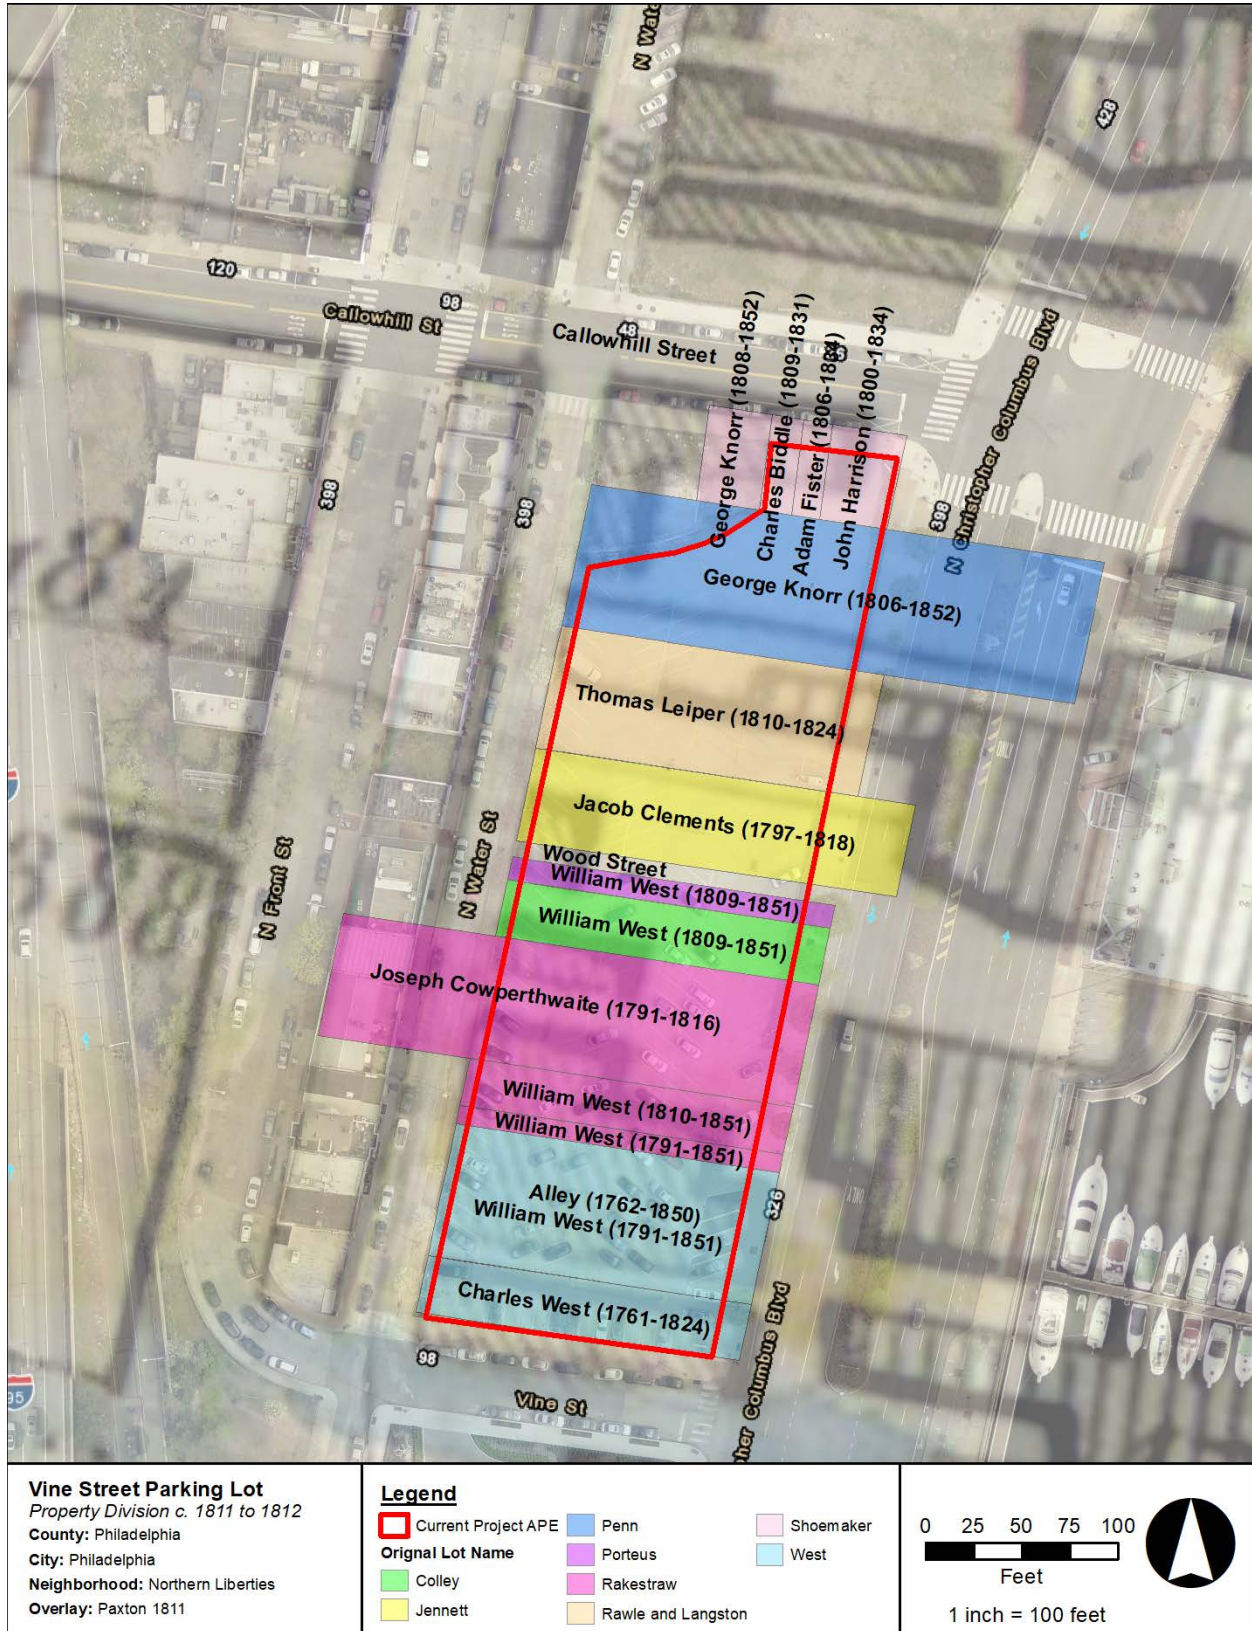 N Wate
428
120
Callowhill St
98
48
Callowhill Street
George Knorr (1808-1852)
Charles Biddle (1809-1831)
Adam Fister (1806-18
John Harrison (1800-1834)
N Christopher Columbus Blvd
398
398
398
George Knorr (1806-1852)
Thomas Leiper (1810-1824)
Jacob Clements (1797-1818)
Wood Street
William West (1809-1851)
William West (1809-1851)
N Front St
N Water St
Joseph Cowperthwaite (1791-1816)
William West (1810-1851)
William West (1791-1851)
Alley (1762-1850)
William West (1791-1851)
326
ONLY
Charles West (1761-1824)
98
95
Vine St
pher Columbus Blvd
Vine Street Parking Lot
Property Division c. 1811 to 1812
County: Philadelphia
City: Philadelphia
Neighborhood: Northern Liberties
Overlay: Paxton 1811
Legend
Current Project APE
Orignal Lot Name
Colley
Jennett
Penn
Porteus
Rakestraw
Rawle and Langston
Shoemaker
West
0 25 50 75 100
Feet
1 inch = 100 feet